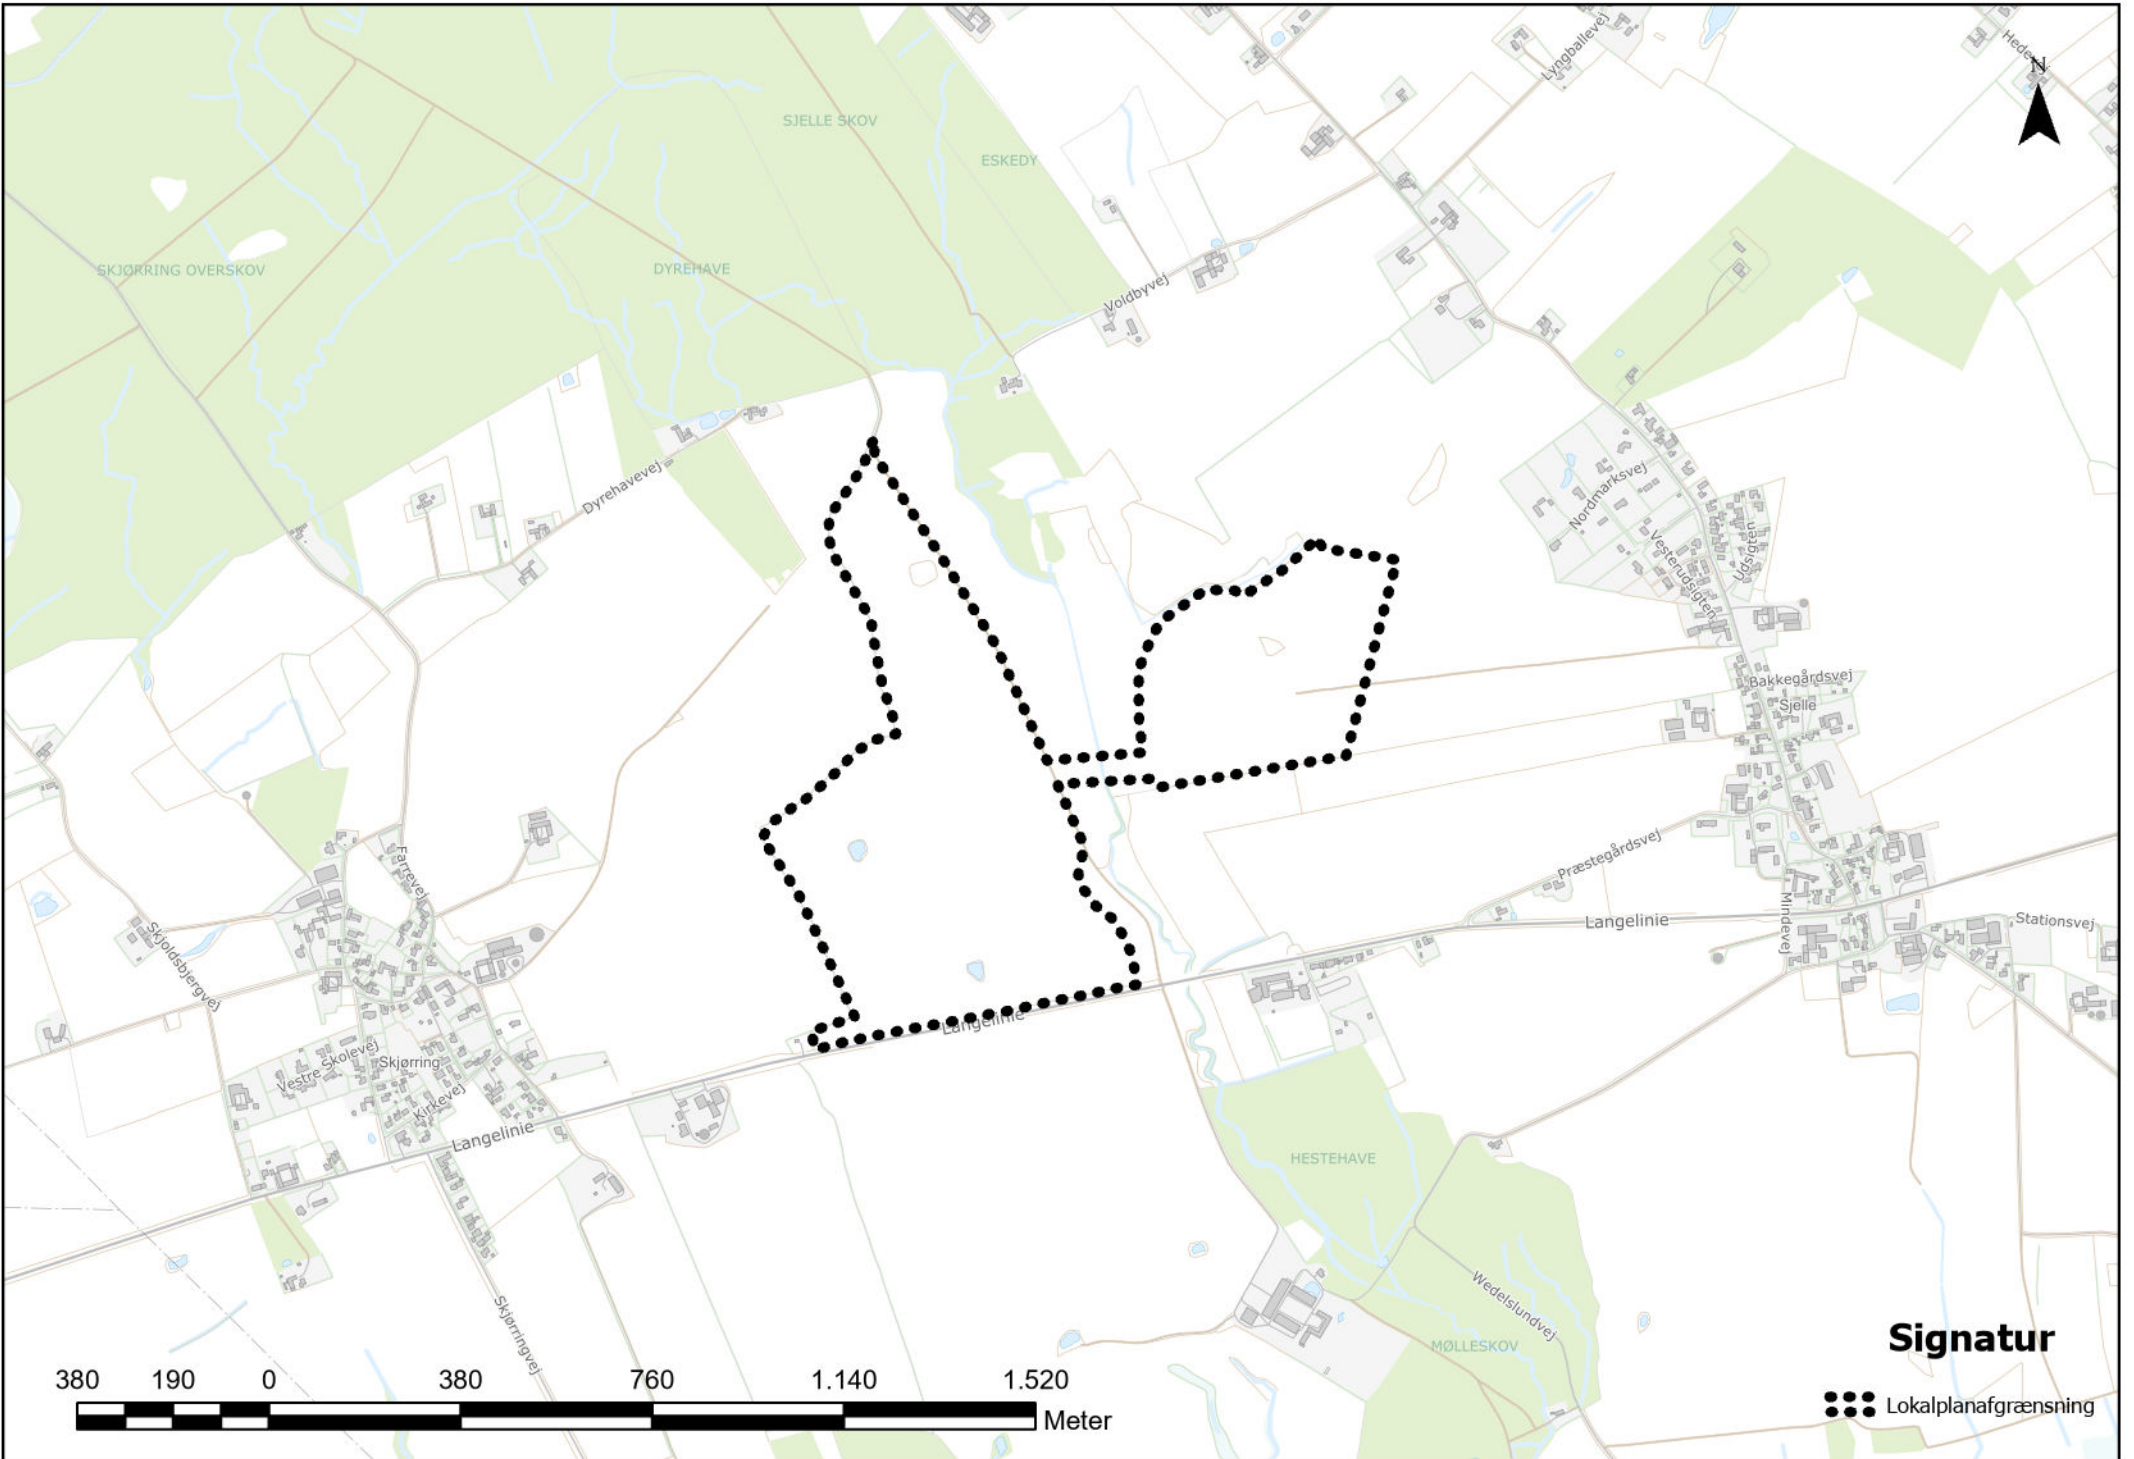 Lyngballevej
N
SJELLE SKOV
ESKEDY
SKJØRRING OVERSKOV
DYREHAVE
Voldbyvej
Dyrehavevej
Nordmarksvej
Vesterudsigten
Udsigten
Bakkegårdsvej
Sjelle
Farrevej
Præstegårdsvej
Skjoldsbjergvej
Langelinie
Mindevej
Stationsvej
Langelinie
Vestre Skolevej
Skjørring
Kirkevej
Langelinie
HESTEHAVE
Skjørringvej
Wedelslundvej
MØLLESKOV
Signatur
Lokalplanafgrænsning
380 190 0 380 760 1.140 1.520
Meter